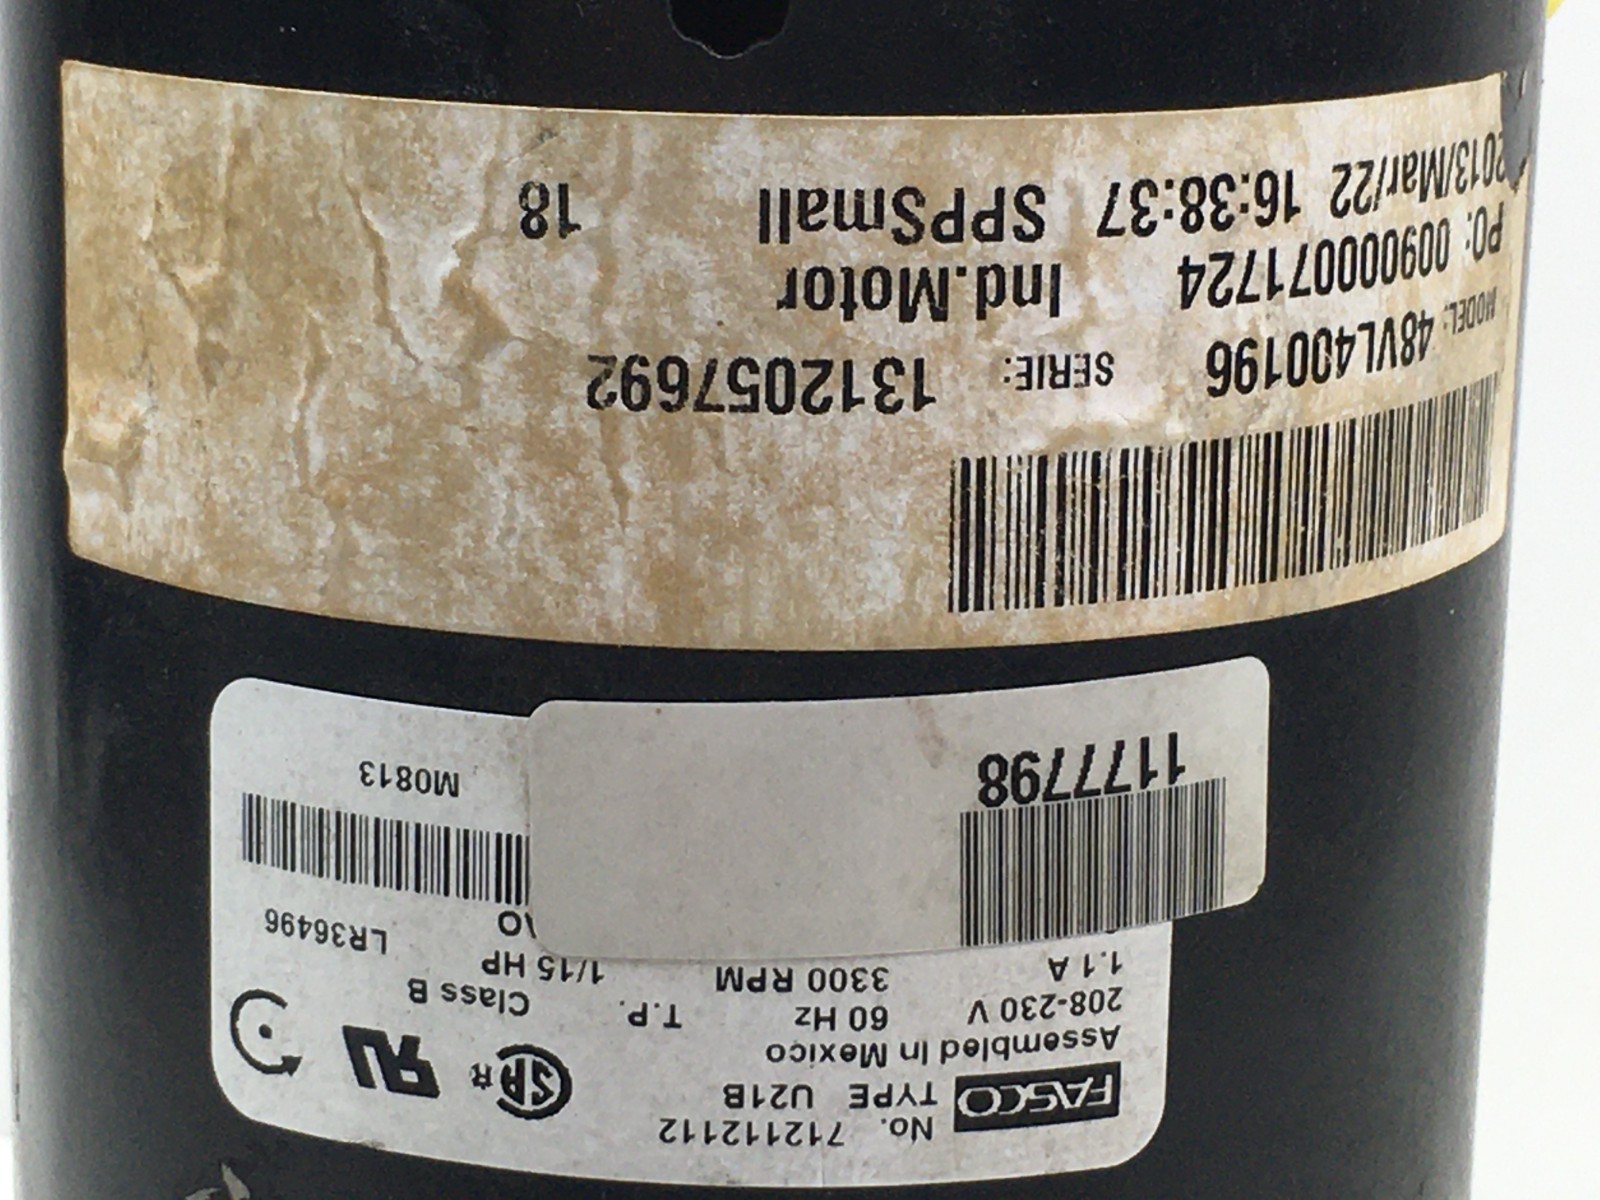 No. 712112112
FASCO TYPE U21B
Assembled In Mexico
208-230 V 60 Hz T.P. Class B
1.1 A 3300 RPM 1/15 HP
AO LR36496
M0813
1177798
MODEL: 48VL400196 SERIE: 1312057692
PO: 00900071724 Ind.Motor
2013/Mar/22 16:38:37 SPPSmall 18